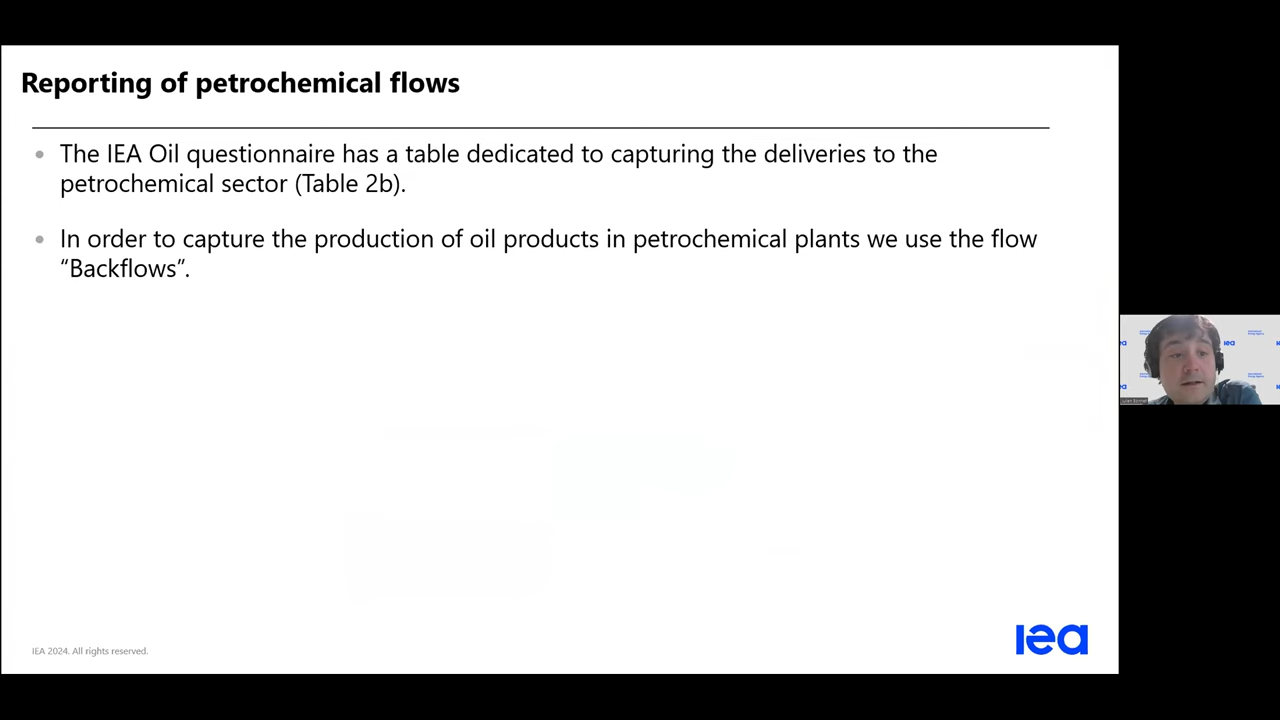 Reporting of petrochemical flows
• The IEA Oil questionnaire has a table dedicated to capturing the deliveries to the
petrochemical sector (Table 2b).
• In order to capture the production of oil products in petrochemical plants we use the flow
“Backflows”.
IEA 2024. All rights reserved.
iea